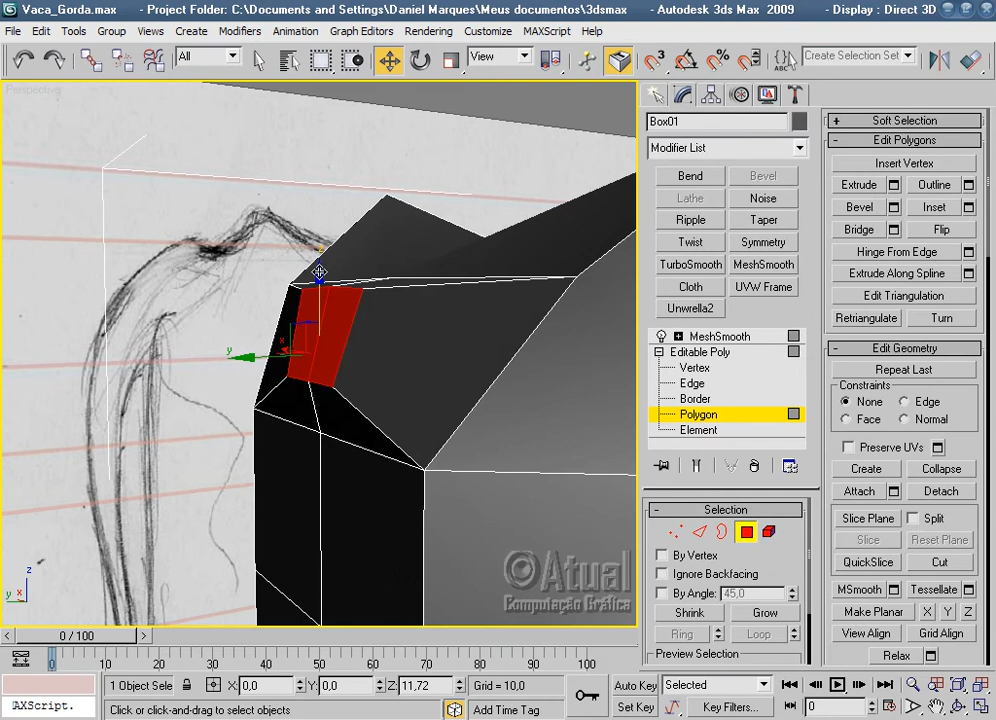 Vaca_Gorda.max - Project Folder: C:\Documents and Settings\Daniel Marques\Meus documentos\3dsmax - Autodesk 3ds Max 2009 - Display : Direct 3D
File Edit Tools Group Views Create Modifiers Animation Graph Editors Rendering Customize MAXScript Help
All View Create Selection Set
Perspective
Box01
Modifier List
Bend Bevel
Lathe Noise
Ripple Taper
Twist Symmetry
TurboSmooth MeshSmooth
Cloth UVW Frame
Unwrella2
MeshSmooth
Editable Poly
Vertex
Edge
Border
Polygon
Element
Selection
By Vertex
Ignore Backfacing
By Angle: 45,0
Shrink Grow
Ring Loop
Preview Selection
Soft Selection
Edit Polygons
Insert Vertex
Extrude Outline
Bevel Inset
Bridge Flip
Hinge From Edge
Extrude Along Spline
Edit Triangulation
Retriangulate Turn
Edit Geometry
Repeat Last
Constraints
None Edge
Face Normal
Preserve UVs
Create Collapse
Attach Detach
Slice Plane Split
Slice Reset Plane
QuickSlice Cut
MSmooth Tessellate
Make Planar X Y Z
View Align Grid Align
Relax
y x z
z
y x
©Atual
Computação Gráfica
0 / 100
0 10 20 30 40 50 60 70 80 90 100
1 Object Sele X: 0,0 Y: 0,0 Z: 11,72 Grid = 10,0 Auto Key Selected
AXScript. Click or click-and-drag to select objects Add Time Tag Set Key Key Filters... 0